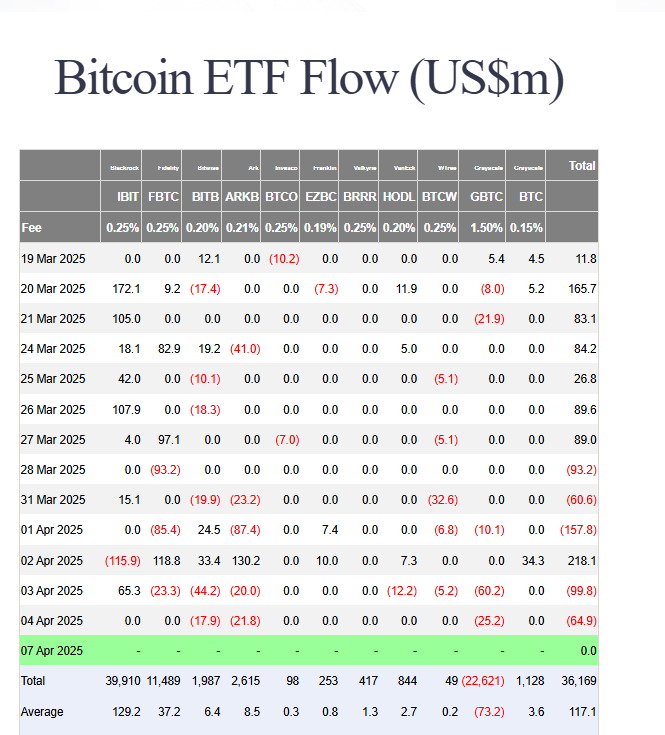 Bitcoin ETF Flow (US$m)
Blackrock Fidelity Bitwise Ark Invesco Franklin Valkyrie VanEck WTree Grayscale Grayscale Total
IBIT FBTC BITB ARKB BTCO EZBC BRRR HODL BTCW GBTC BTC
Fee 0.25% 0.25% 0.20% 0.21% 0.25% 0.19% 0.25% 0.20% 0.25% 1.50% 0.15%
19 Mar 2025 0.0 0.0 12.1 0.0 (10.2) 0.0 0.0 0.0 0.0 5.4 4.5 11.8
20 Mar 2025 172.1 9.2 (17.4) 0.0 0.0 (7.3) 0.0 11.9 0.0 (8.0) 5.2 165.7
21 Mar 2025 105.0 0.0 0.0 0.0 0.0 0.0 0.0 0.0 0.0 (21.9) 0.0 83.1
24 Mar 2025 18.1 82.9 19.2 (41.0) 0.0 0.0 0.0 5.0 0.0 0.0 0.0 84.2
25 Mar 2025 42.0 0.0 (10.1) 0.0 0.0 0.0 0.0 0.0 (5.1) 0.0 0.0 26.8
26 Mar 2025 107.9 0.0 (18.3) 0.0 0.0 0.0 0.0 0.0 0.0 0.0 0.0 89.6
27 Mar 2025 4.0 97.1 0.0 0.0 (7.0) 0.0 0.0 0.0 (5.1) 0.0 0.0 89.0
28 Mar 2025 0.0 (93.2) 0.0 0.0 0.0 0.0 0.0 0.0 0.0 0.0 0.0 (93.2)
31 Mar 2025 15.1 0.0 (19.9) (23.2) 0.0 0.0 0.0 0.0 (32.6) 0.0 0.0 (60.6)
01 Apr 2025 0.0 (85.4) 24.5 (87.4) 0.0 7.4 0.0 0.0 (6.8) (10.1) 0.0 (157.8)
02 Apr 2025 (115.9) 118.8 33.4 130.2 0.0 10.0 0.0 7.3 0.0 0.0 34.3 218.1
03 Apr 2025 65.3 (23.3) (44.2) (20.0) 0.0 0.0 0.0 (12.2) (5.2) (60.2) 0.0 (99.8)
04 Apr 2025 0.0 0.0 (17.9) (21.8) 0.0 0.0 0.0 0.0 0.0 (25.2) 0.0 (64.9)
07 Apr 2025 - - - - - - - - - - - 0.0
Total 39,910 11,489 1,987 2,615 98 253 417 844 49 (22,621) 1,128 36,169
Average 129.2 37.2 6.4 8.5 0.3 0.8 1.3 2.7 0.2 (73.2) 3.6 117.1